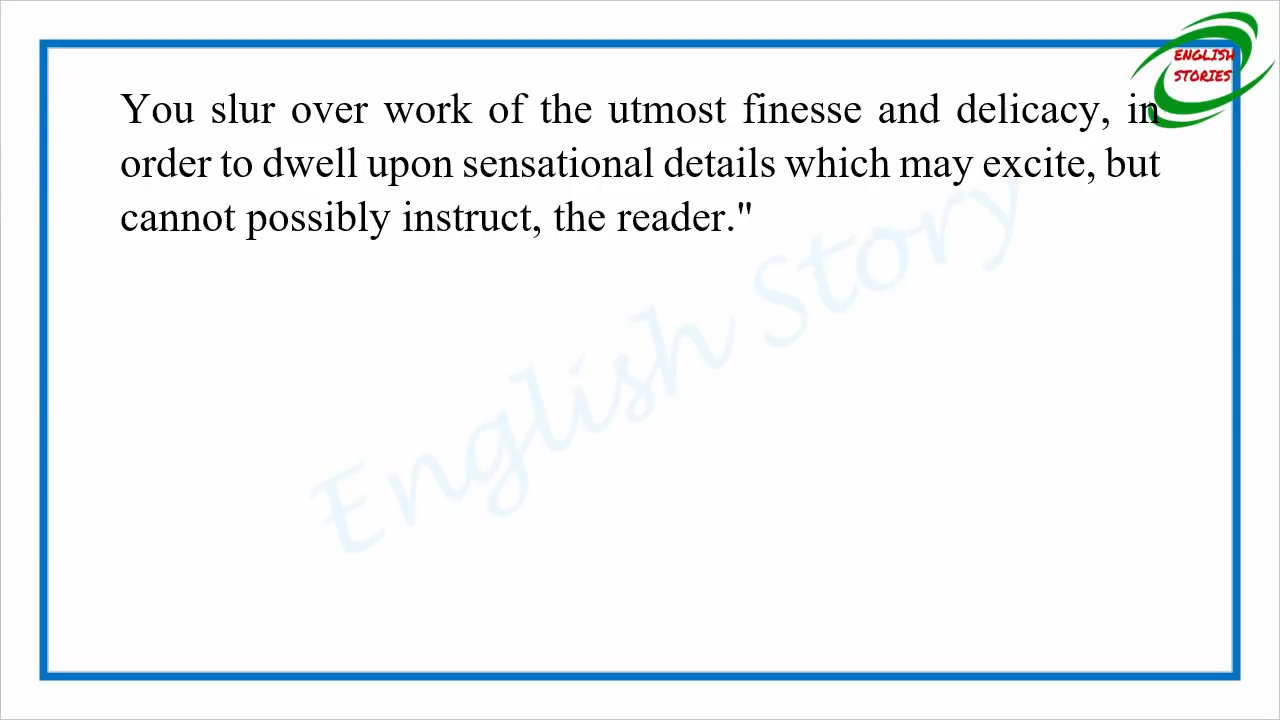 ENGLISH
STORIES
You slur over work of the utmost finesse and delicacy, in
order to dwell upon sensational details which may excite, but
cannot possibly instruct, the reader."
English Story